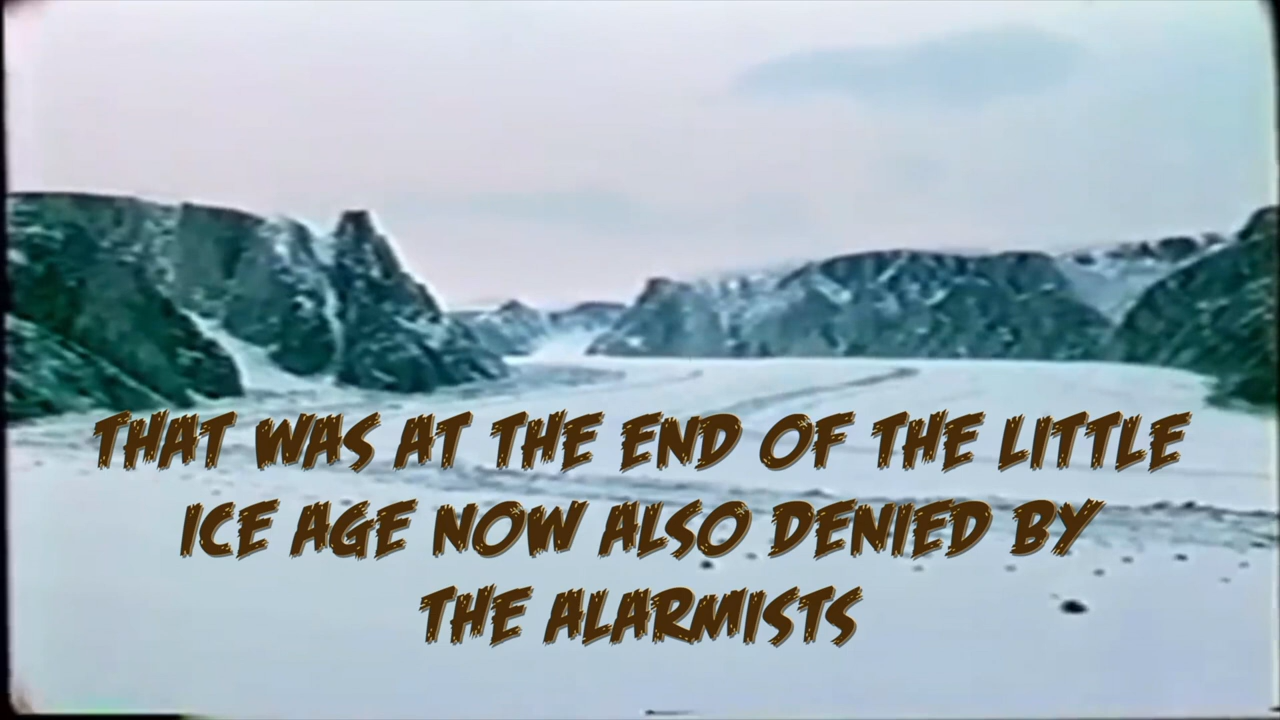 THAT WAS AT THE END OF THE LITTLE
ICE AGE NOW ALSO DENIED BY
THE ALARMISTS